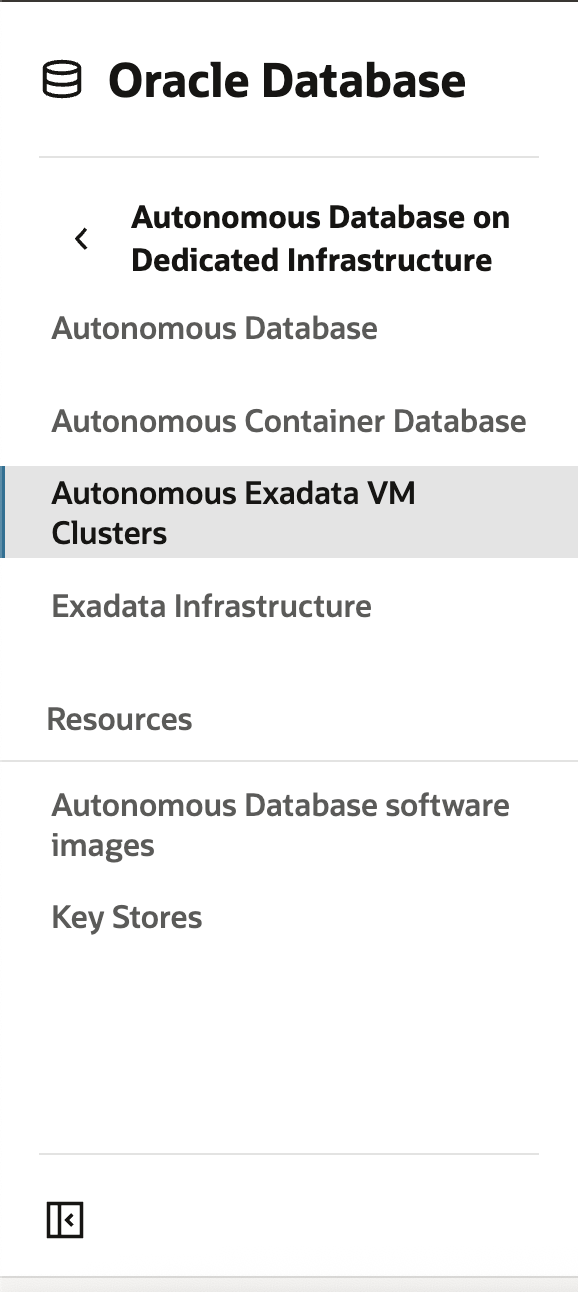 Oracle Database
Autonomous Database on
Dedicated Infrastructure
Autonomous Database
Autonomous Container Database
Autonomous Exadata VM
Clusters
Exadata Infrastructure
Resources
Autonomous Database software
images
Key Stores